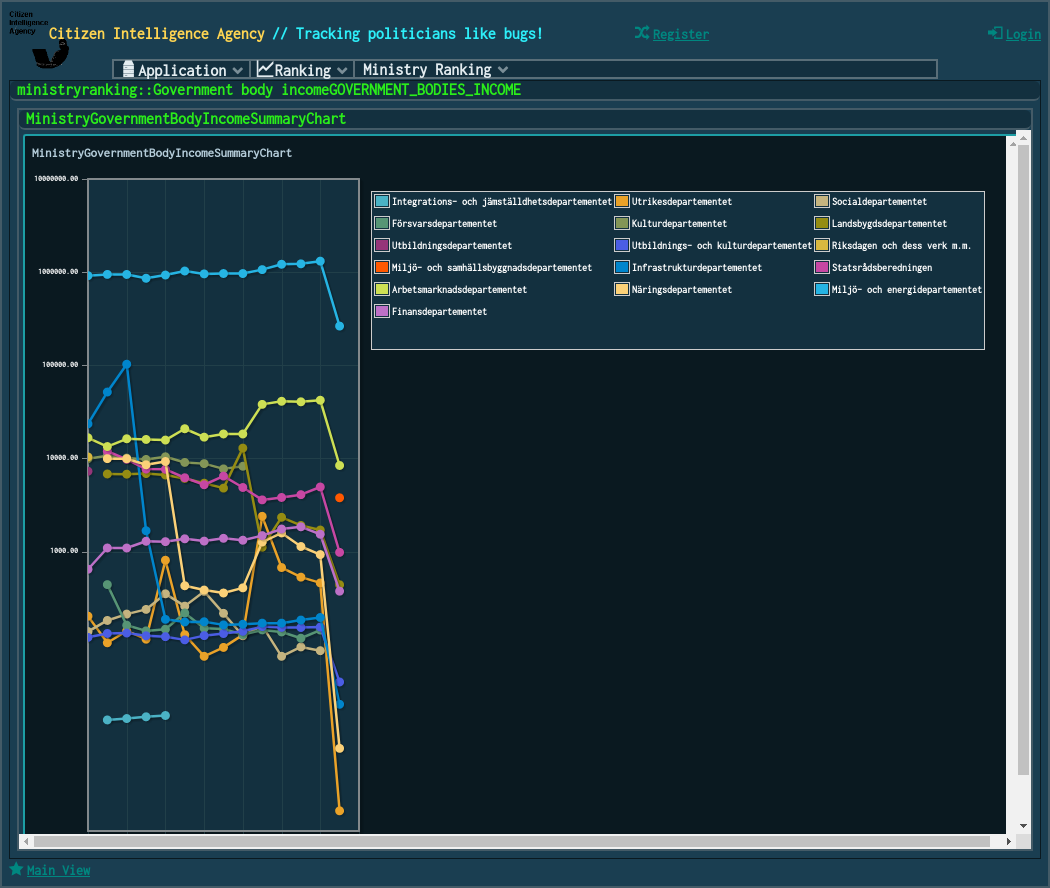 Citizen
Intelligence
Agency
Citizen Intelligence Agency // Tracking politicians like bugs!
Register
Login
Application
Ranking
Ministry Ranking
ministryranking::Government body incomeGOVERNMENT_BODIES_INCOME
MinistryGovernmentBodyIncomeSummaryChart
MinistryGovernmentBodyIncomeSummaryChart
10000000.00
1000000.00
100000.00
10000.00
1000.00
Integrations- och jämställdhetsdepartementet Utrikesdepartementet Socialdepartementet
Försvarsdepartementet Kulturdepartementet Landsbygdsdepartementet
Utbildningsdepartementet Utbildnings- och kulturdepartementet Riksdagen och dess verk m.m.
Miljö- och samhällsbyggnadsdepartementet Infrastrukturdepartementet Statsrådsberedningen
Arbetsmarknadsdepartementet Näringsdepartementet Miljö- och energidepartementet
Finansdepartementet
Main View